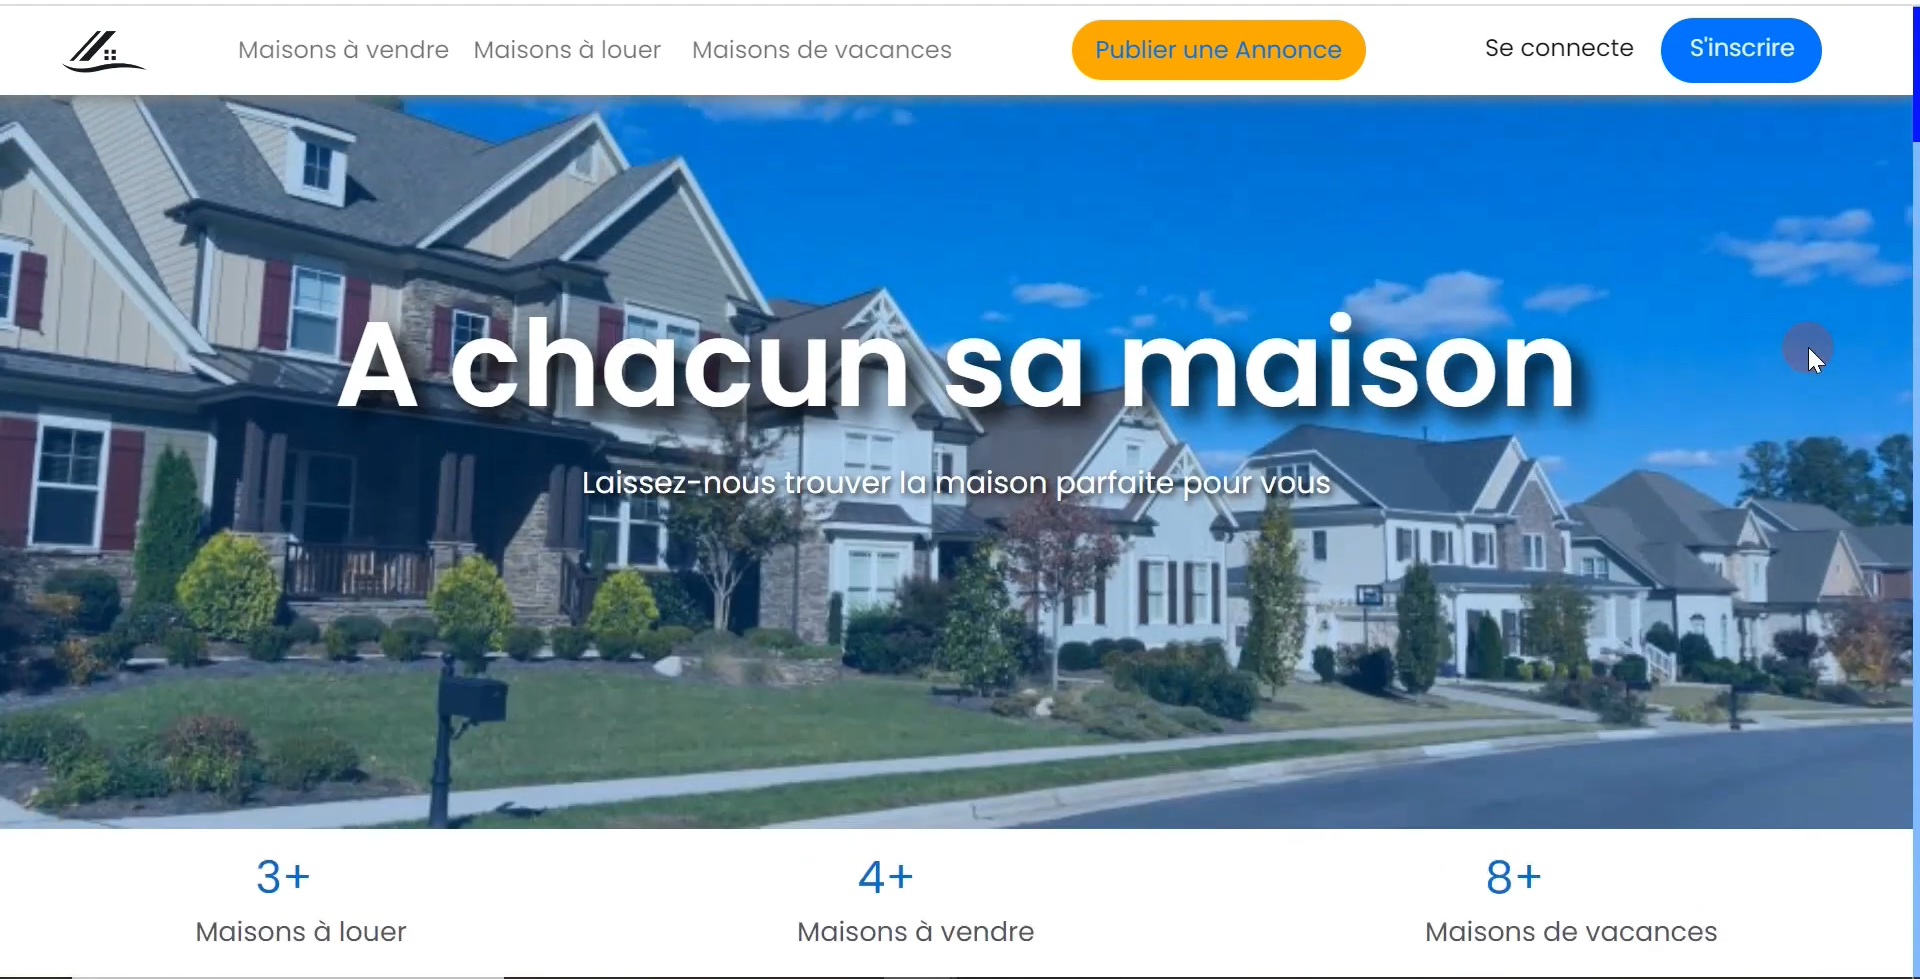 Maisons à vendre Maisons à louer Maisons de vacances Publier une Annonce Se connecte S'inscrire
A chacun sa maison
Laissez-nous trouver la maison parfaite pour vous
3+ 4+ 8+
Maisons à louer Maisons à vendre Maisons de vacances